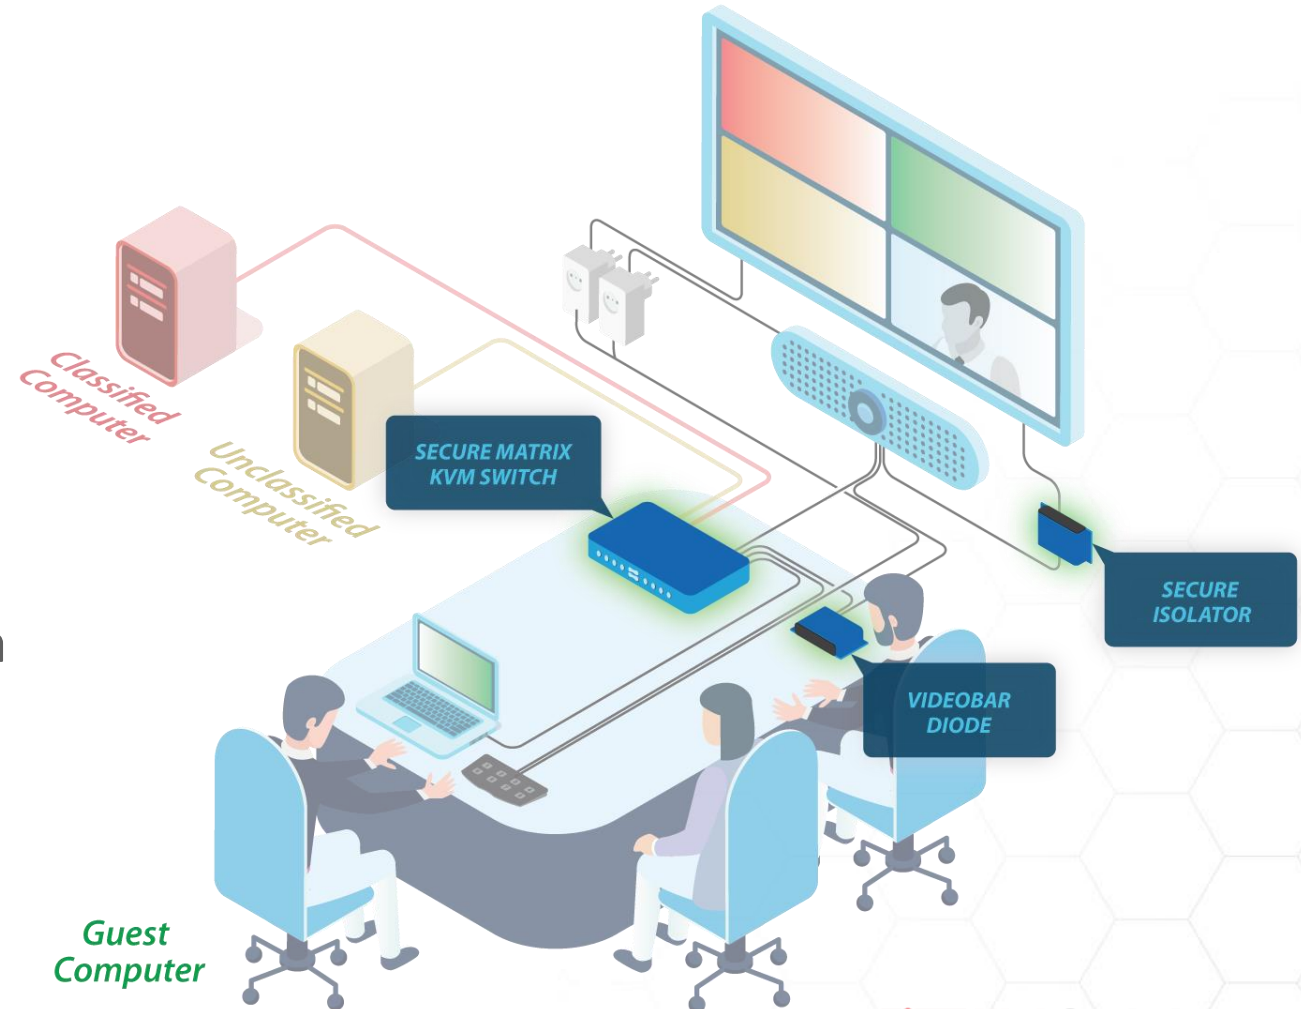 Classified
Computer
Unclassified
Computer
SECURE MATRIX
KVM SWITCH
SECURE
ISOLATOR
VIDEOBAR
DIODE
Guest
Computer